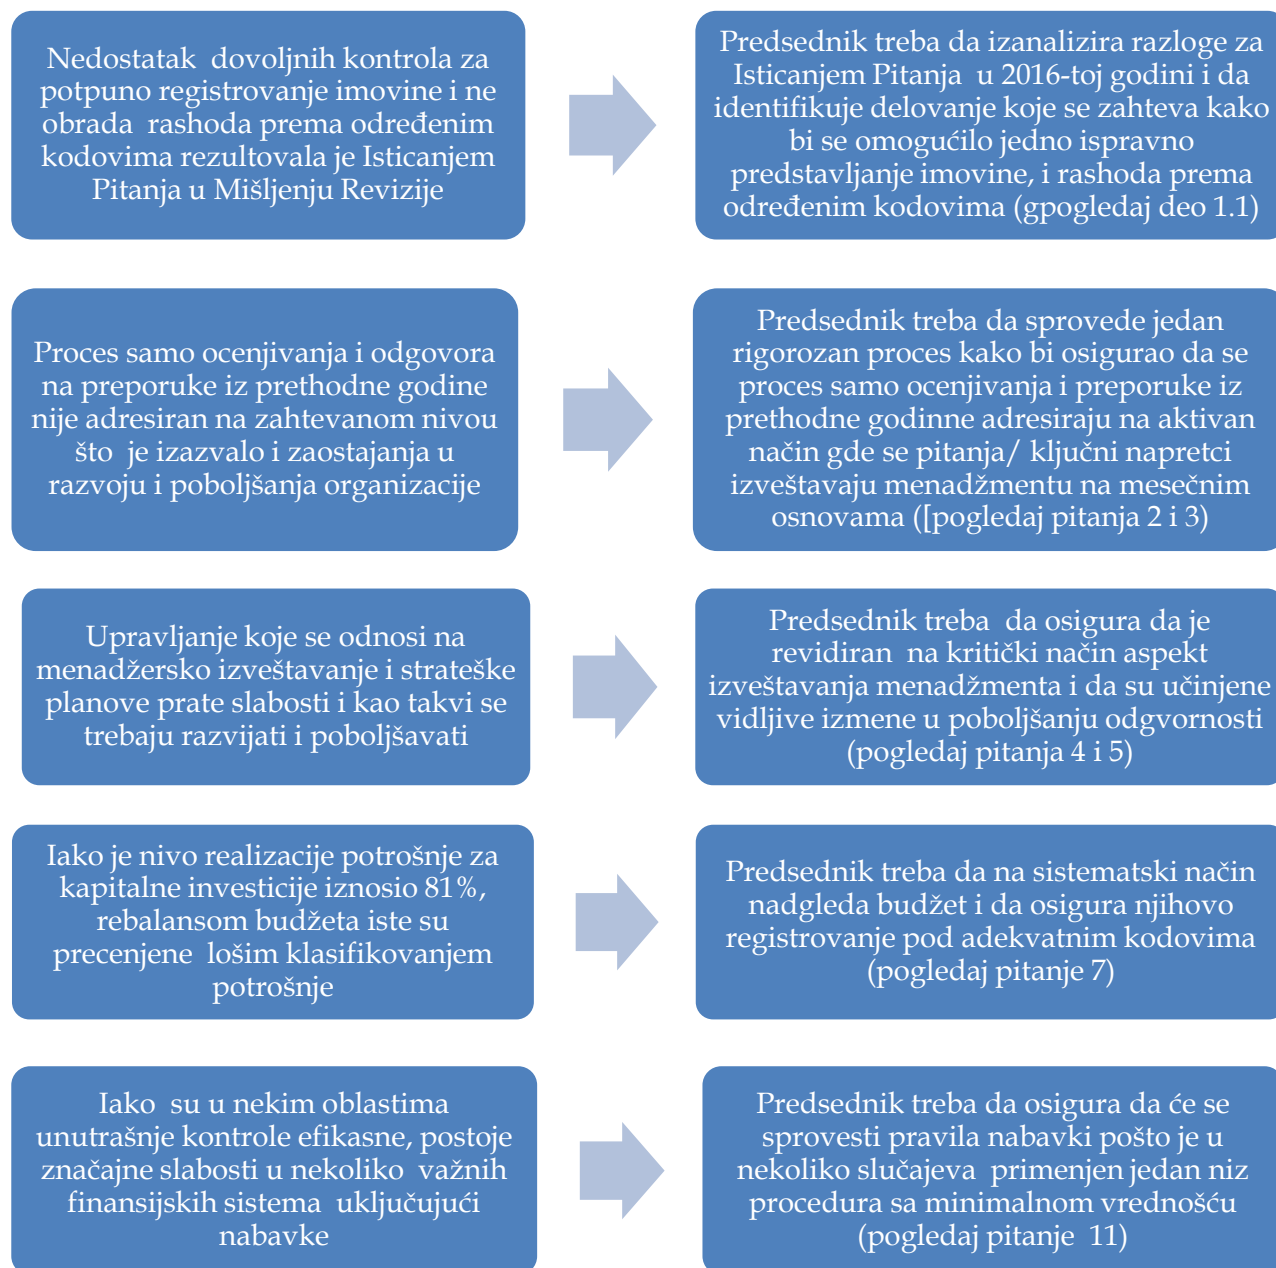 Nedostatak dovoljnih kontrola za
potpuno registrovanje imovine i ne
obrada rashoda prema određenim
kodovima rezultovala je Isticanjem
Pitanja u Mišljenju Revizije
Predsednik treba da izanalizira razloge za
Isticanjem Pitanja u 2016-toj godini i da
identifikuje delovanje koje se zahteva kako
bi se omogućilo jedno ispravno
predstavljanje imovine, i rashoda prema
određenim kodovima (gpogledaj deo 1.1)
Proces samo ocenjivanja i odgovora
na preporuke iz prethodne godine
nije adresiran na zahtevanom nivou
što je izazvalo i zaostajanja u
razvoju i poboljšanja organizacije
Predsednik treba da sprovede jedan
rigorozan proces kako bi osigurao da se
proces samo ocenjivanja i preporuke iz
prethodne godinne adresiraju na aktivan
način gde se pitanja/ ključni napretci
izveštavaju menadžmentu na mesečnim
osnovama ([pogledaj pitanja 2 i 3)
Upravljanje koje se odnosi na
menadžersko izveštavanje i strateške
planove prate slabosti i kao takvi se
trebaju razvijati i poboljšavati
Predsednik treba da osigura da je
revidiran na kritički način aspekt
izveštavanja menadžmenta i da su učinjene
vidljive izmene u poboljšanju odgvornosti
(pogledaj pitanja 4 i 5)
Iako je nivo realizacije potrošnje za
kapitalne investicije iznosio 81%,
rebalansom budžeta iste su
precenjene lošim klasifikovanjem
potrošnje
Predsednik treba da na sistematski način
nadgleda budžet i da osigura njihovo
registrovanje pod adekvatnim kodovima
(pogledaj pitanje 7)
Iako su u nekim oblastima
unutrašnje kontrole efikasne, postoje
značajne slabosti u nekoliko važnih
finansijskih sistema uključujući
nabavke
Predsednik treba da osigura da će se
sprovesti pravila nabavki pošto je u
nekoliko slučajeva primenjen jedan niz
procedura sa minimalnom vrednošću
(pogledaj pitanje 11)